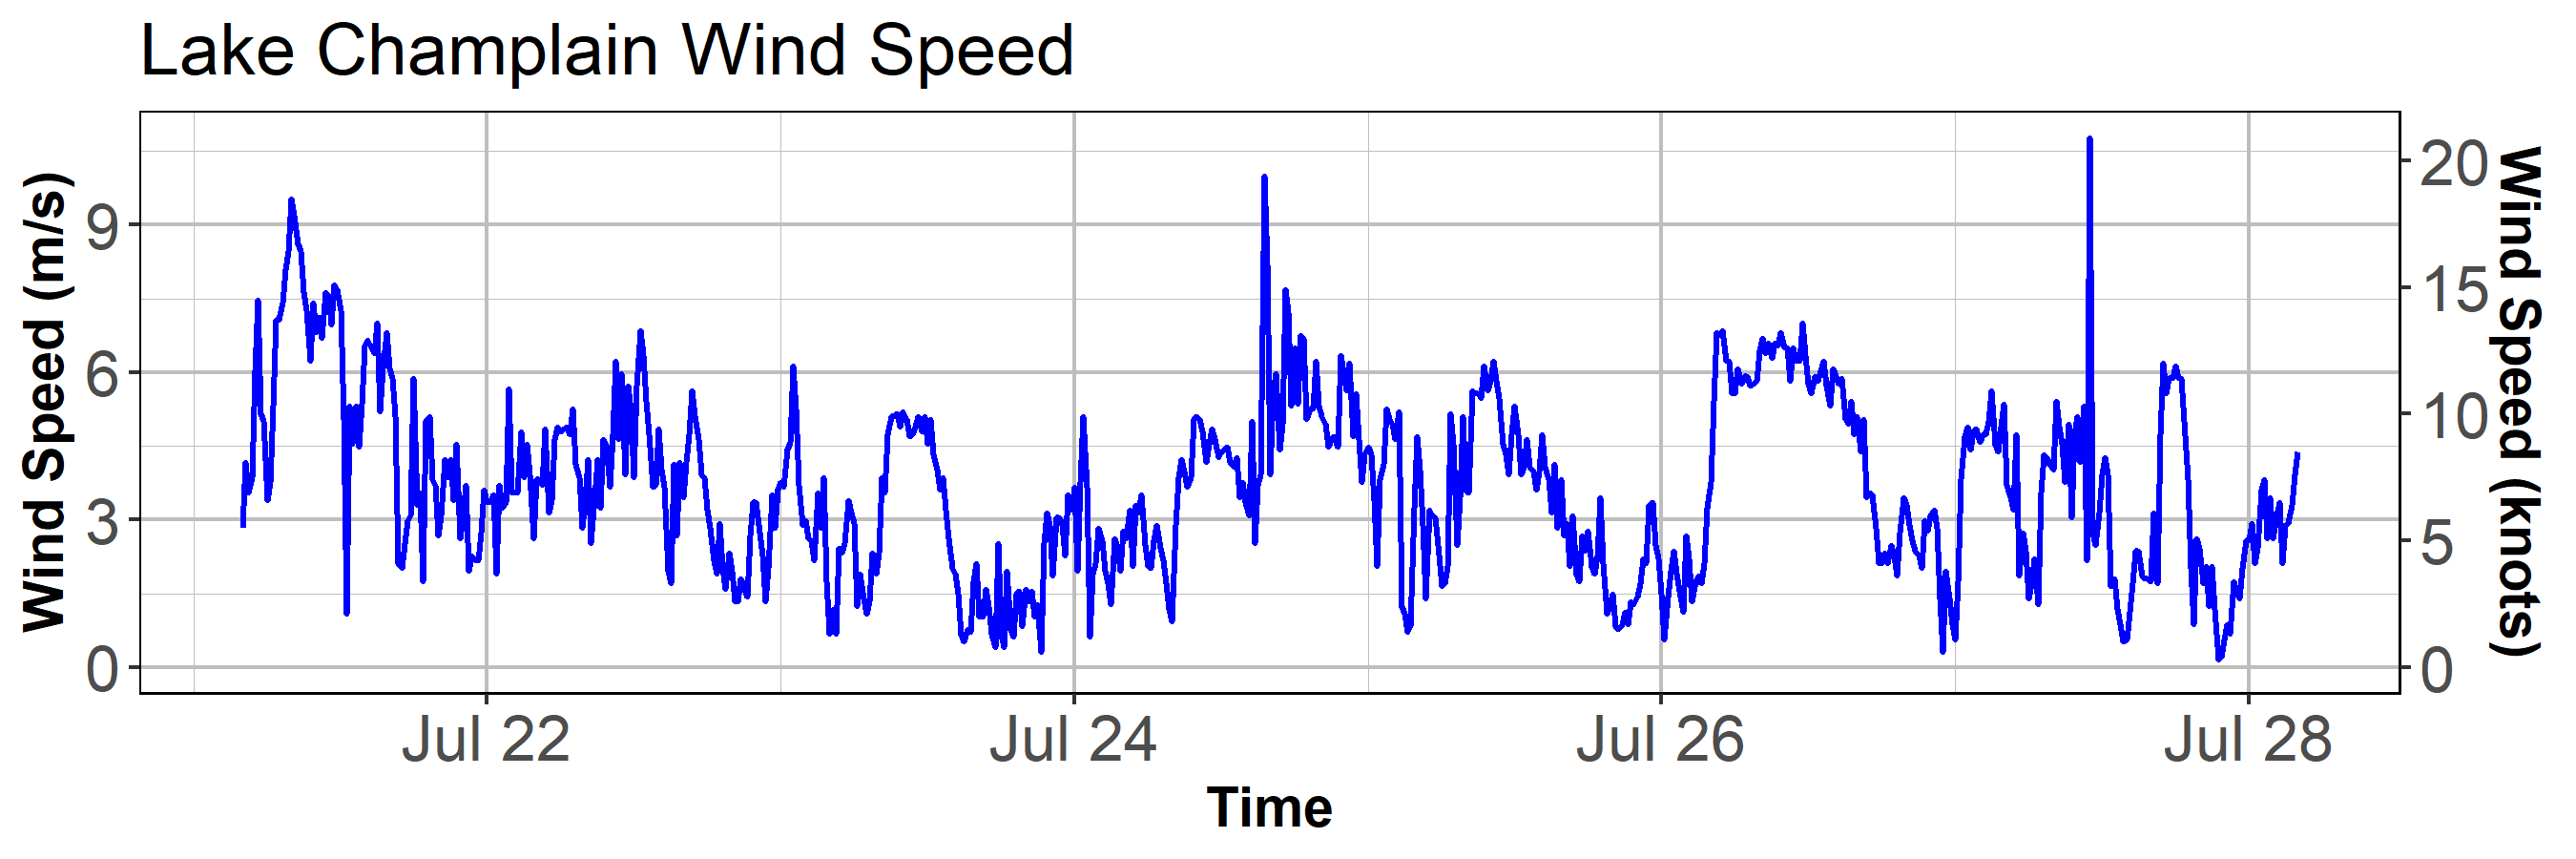 Lake Champlain Wind Speed
Wind Speed (m/s)
9
6
3
0
20
15
10
5
0
Wind Speed (knots)
Jul 22 Jul 24 Jul 26 Jul 28
Time